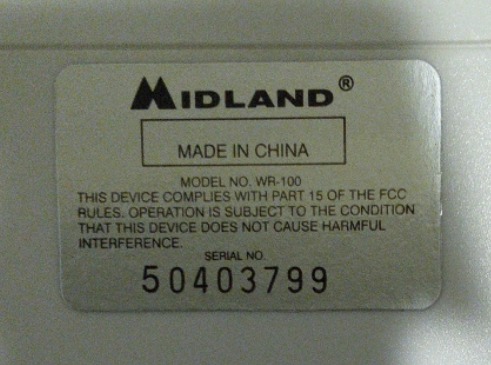 MIDLAND®
MADE IN CHINA
MODEL NO. WR-100
THIS DEVICE COMPLIES WITH PART 15 OF THE FCC
RULES. OPERATION IS SUBJECT TO THE CONDITION
THAT THIS DEVICE DOES NOT CAUSE HARMFUL
INTERFERENCE.
SERIAL NO.
50403799